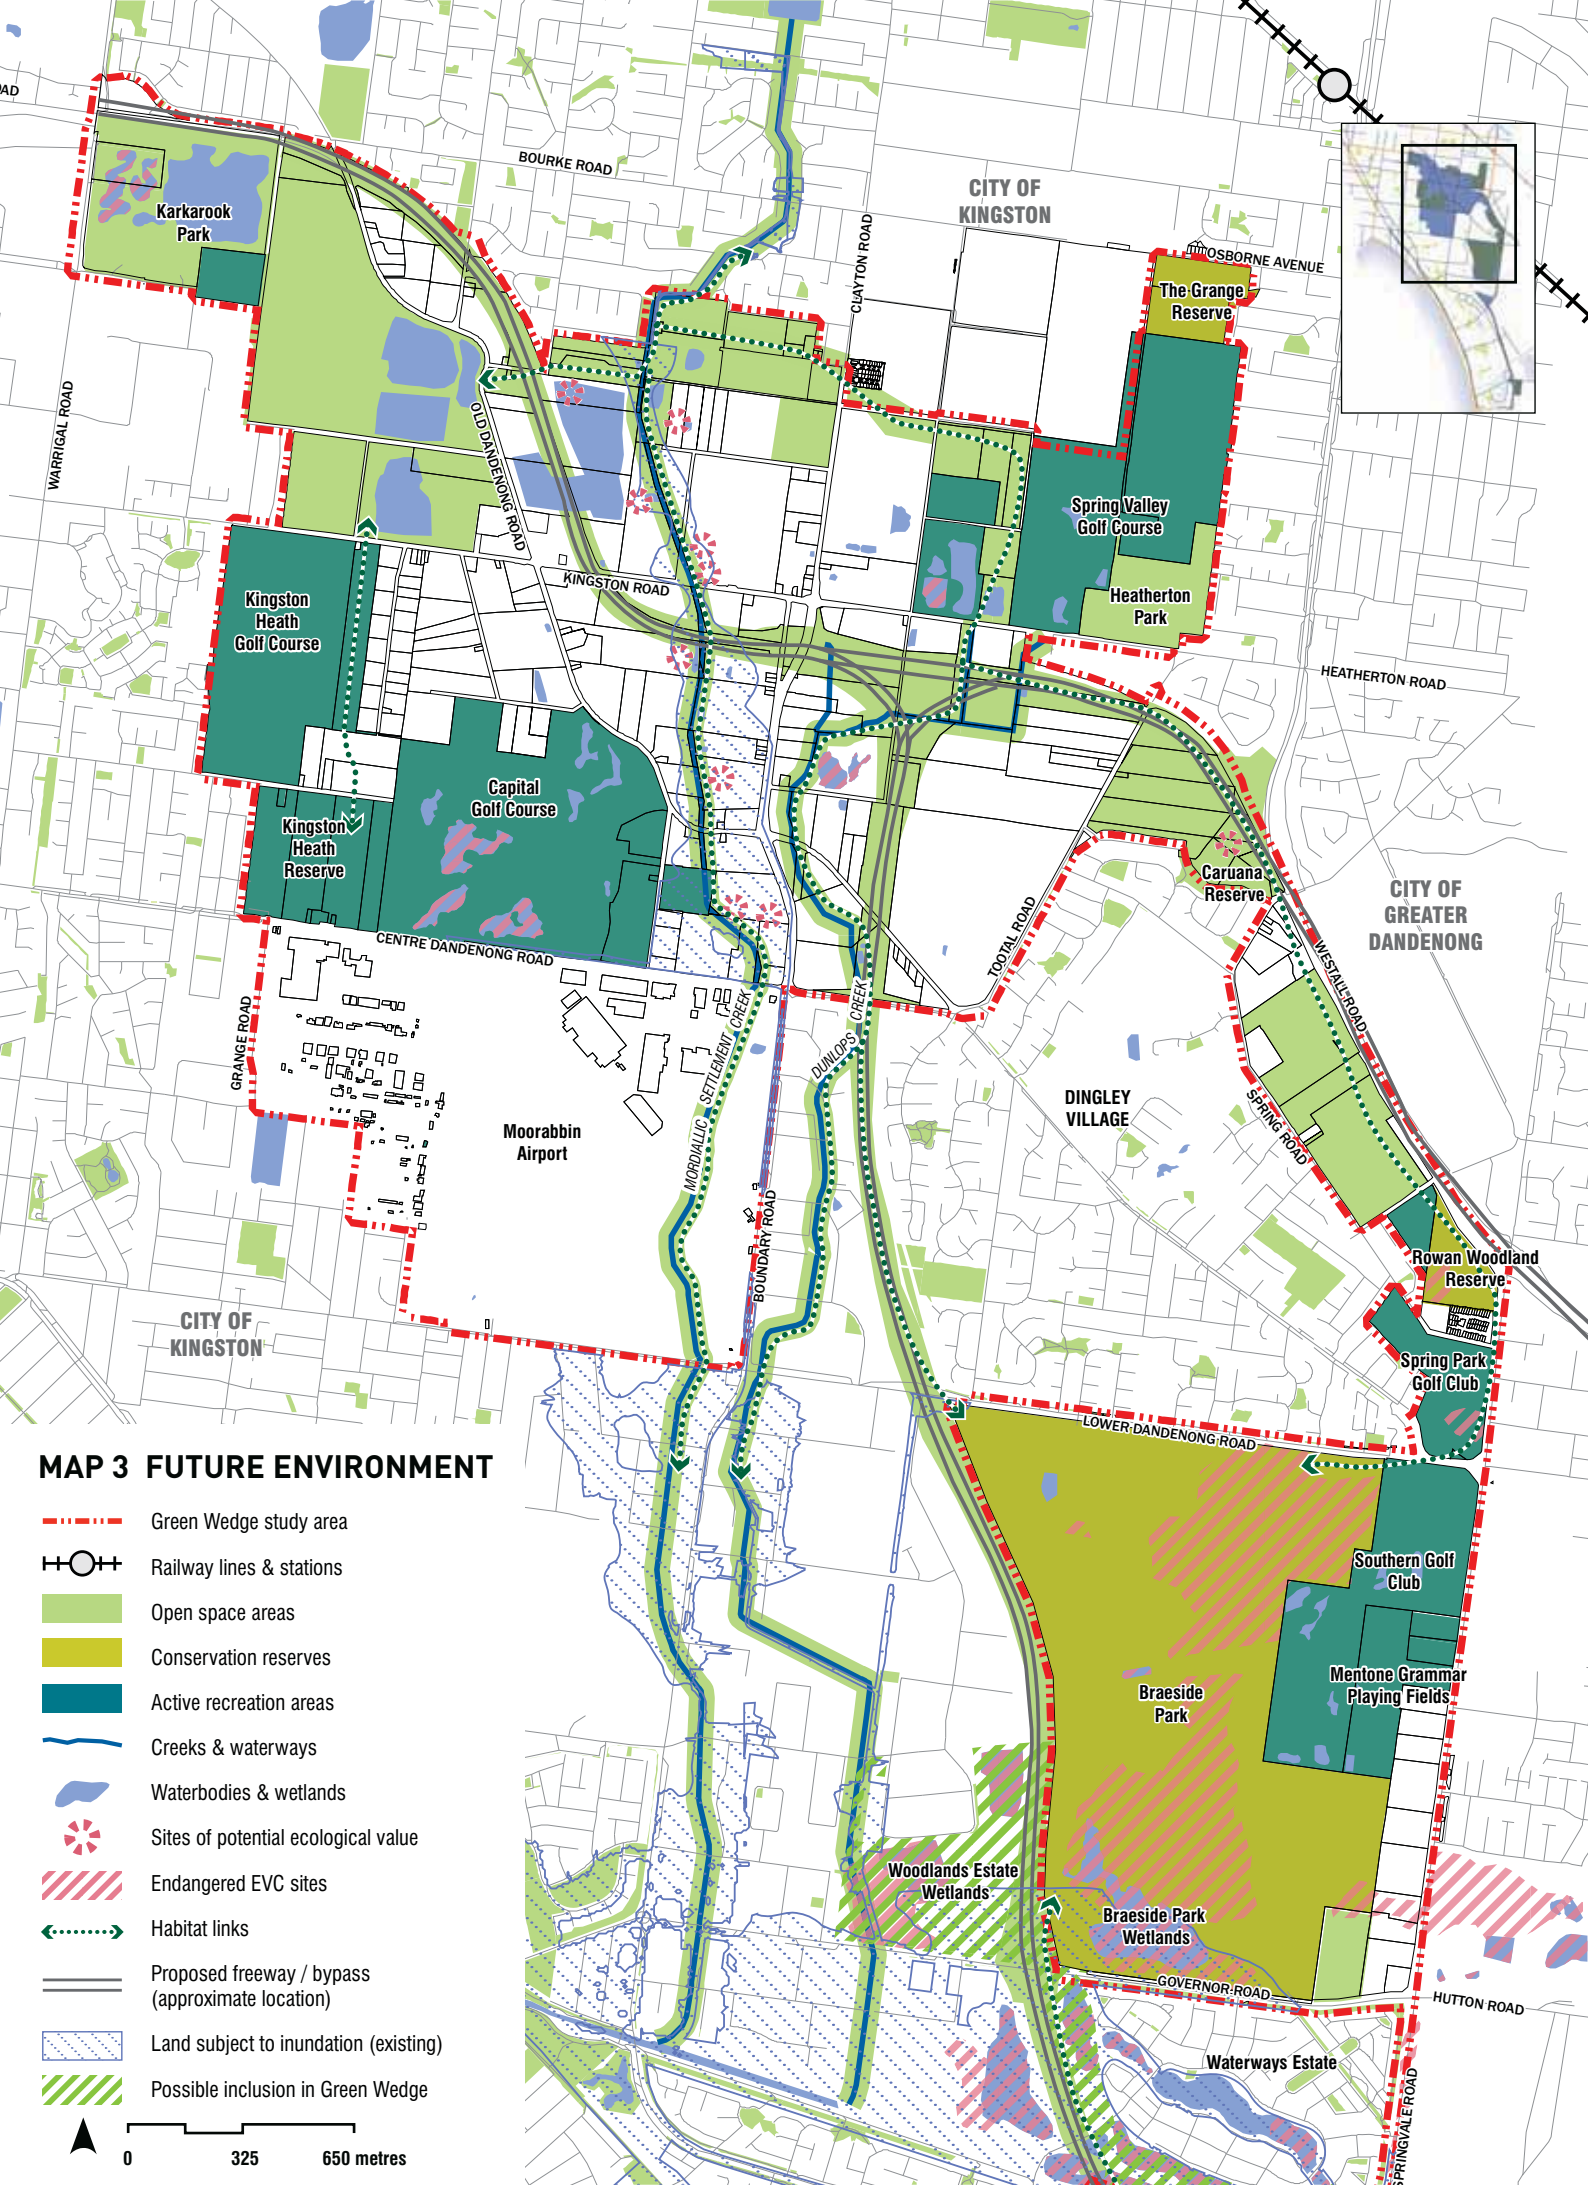 AD
BOURKE ROAD
CITY OF
KINGSTON
CLAYTON ROAD
OSBORNE AVENUE
The Grange
Reserve
Karkarook
Park
WARRIGAL ROAD
OLD DANDENONG ROAD
Spring Valley
Golf Course
KINGSTON ROAD
Kingston
Heath
Golf Course
Heatherton
Park
HEATHERTON ROAD
Capital
Golf Course
Kingston
Heath
Reserve
Caruana
Reserve
CITY OF
GREATER
DANDENONG
CENTRE DANDENONG ROAD
TOOTAL ROAD
WESTALL ROAD
GRANGE ROAD
MORDIALLIC SETTLEMENT CREEK
DUNLOPS CREEK
DINGLEY
VILLAGE
SPRING ROAD
Moorabbin
Airport
BOUNDARY ROAD
Rowan Woodland
Reserve
CITY OF
KINGSTON
Spring Park
Golf Club
LOWER DANDENONG ROAD
MAP 3 FUTURE ENVIRONMENT
Green Wedge study area
Railway lines & stations
Open space areas
Conservation reserves
Active recreation areas
Creeks & waterways
Waterbodies & wetlands
Sites of potential ecological value
Endangered EVC sites
Habitat links
Proposed freeway / bypass
(approximate location)
Land subject to inundation (existing)
Possible inclusion in Green Wedge
0 325 650 metres
Southern Golf
Club
Mentone Grammar
Playing Fields
Braeside
Park
Woodlands Estate
Wetlands
Braeside Park
Wetlands
GOVERNOR ROAD
HUTTON ROAD
Waterways Estate
SPRINGVALE ROAD